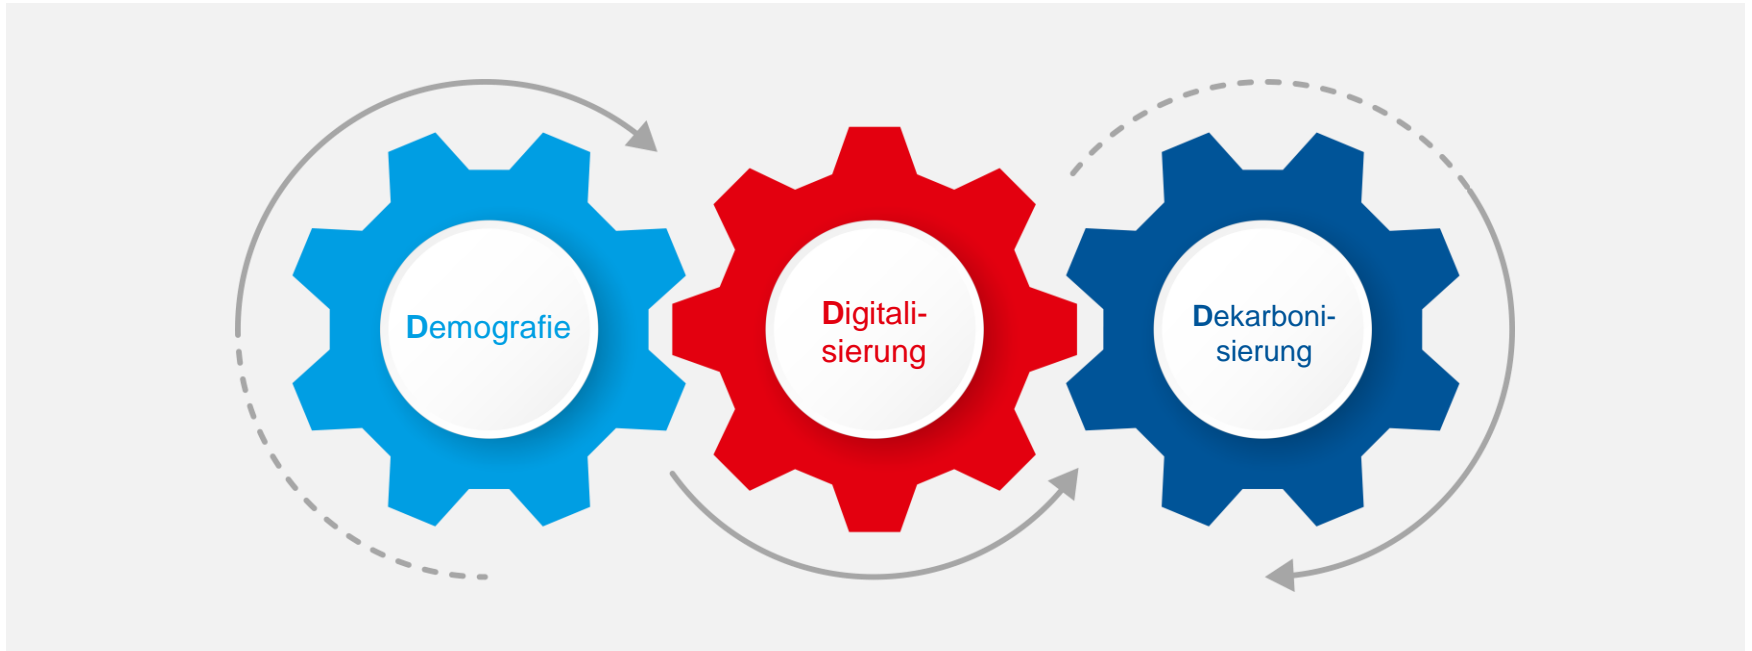 Demografie
Digitali-
sierung
Dekarboni-
sierung